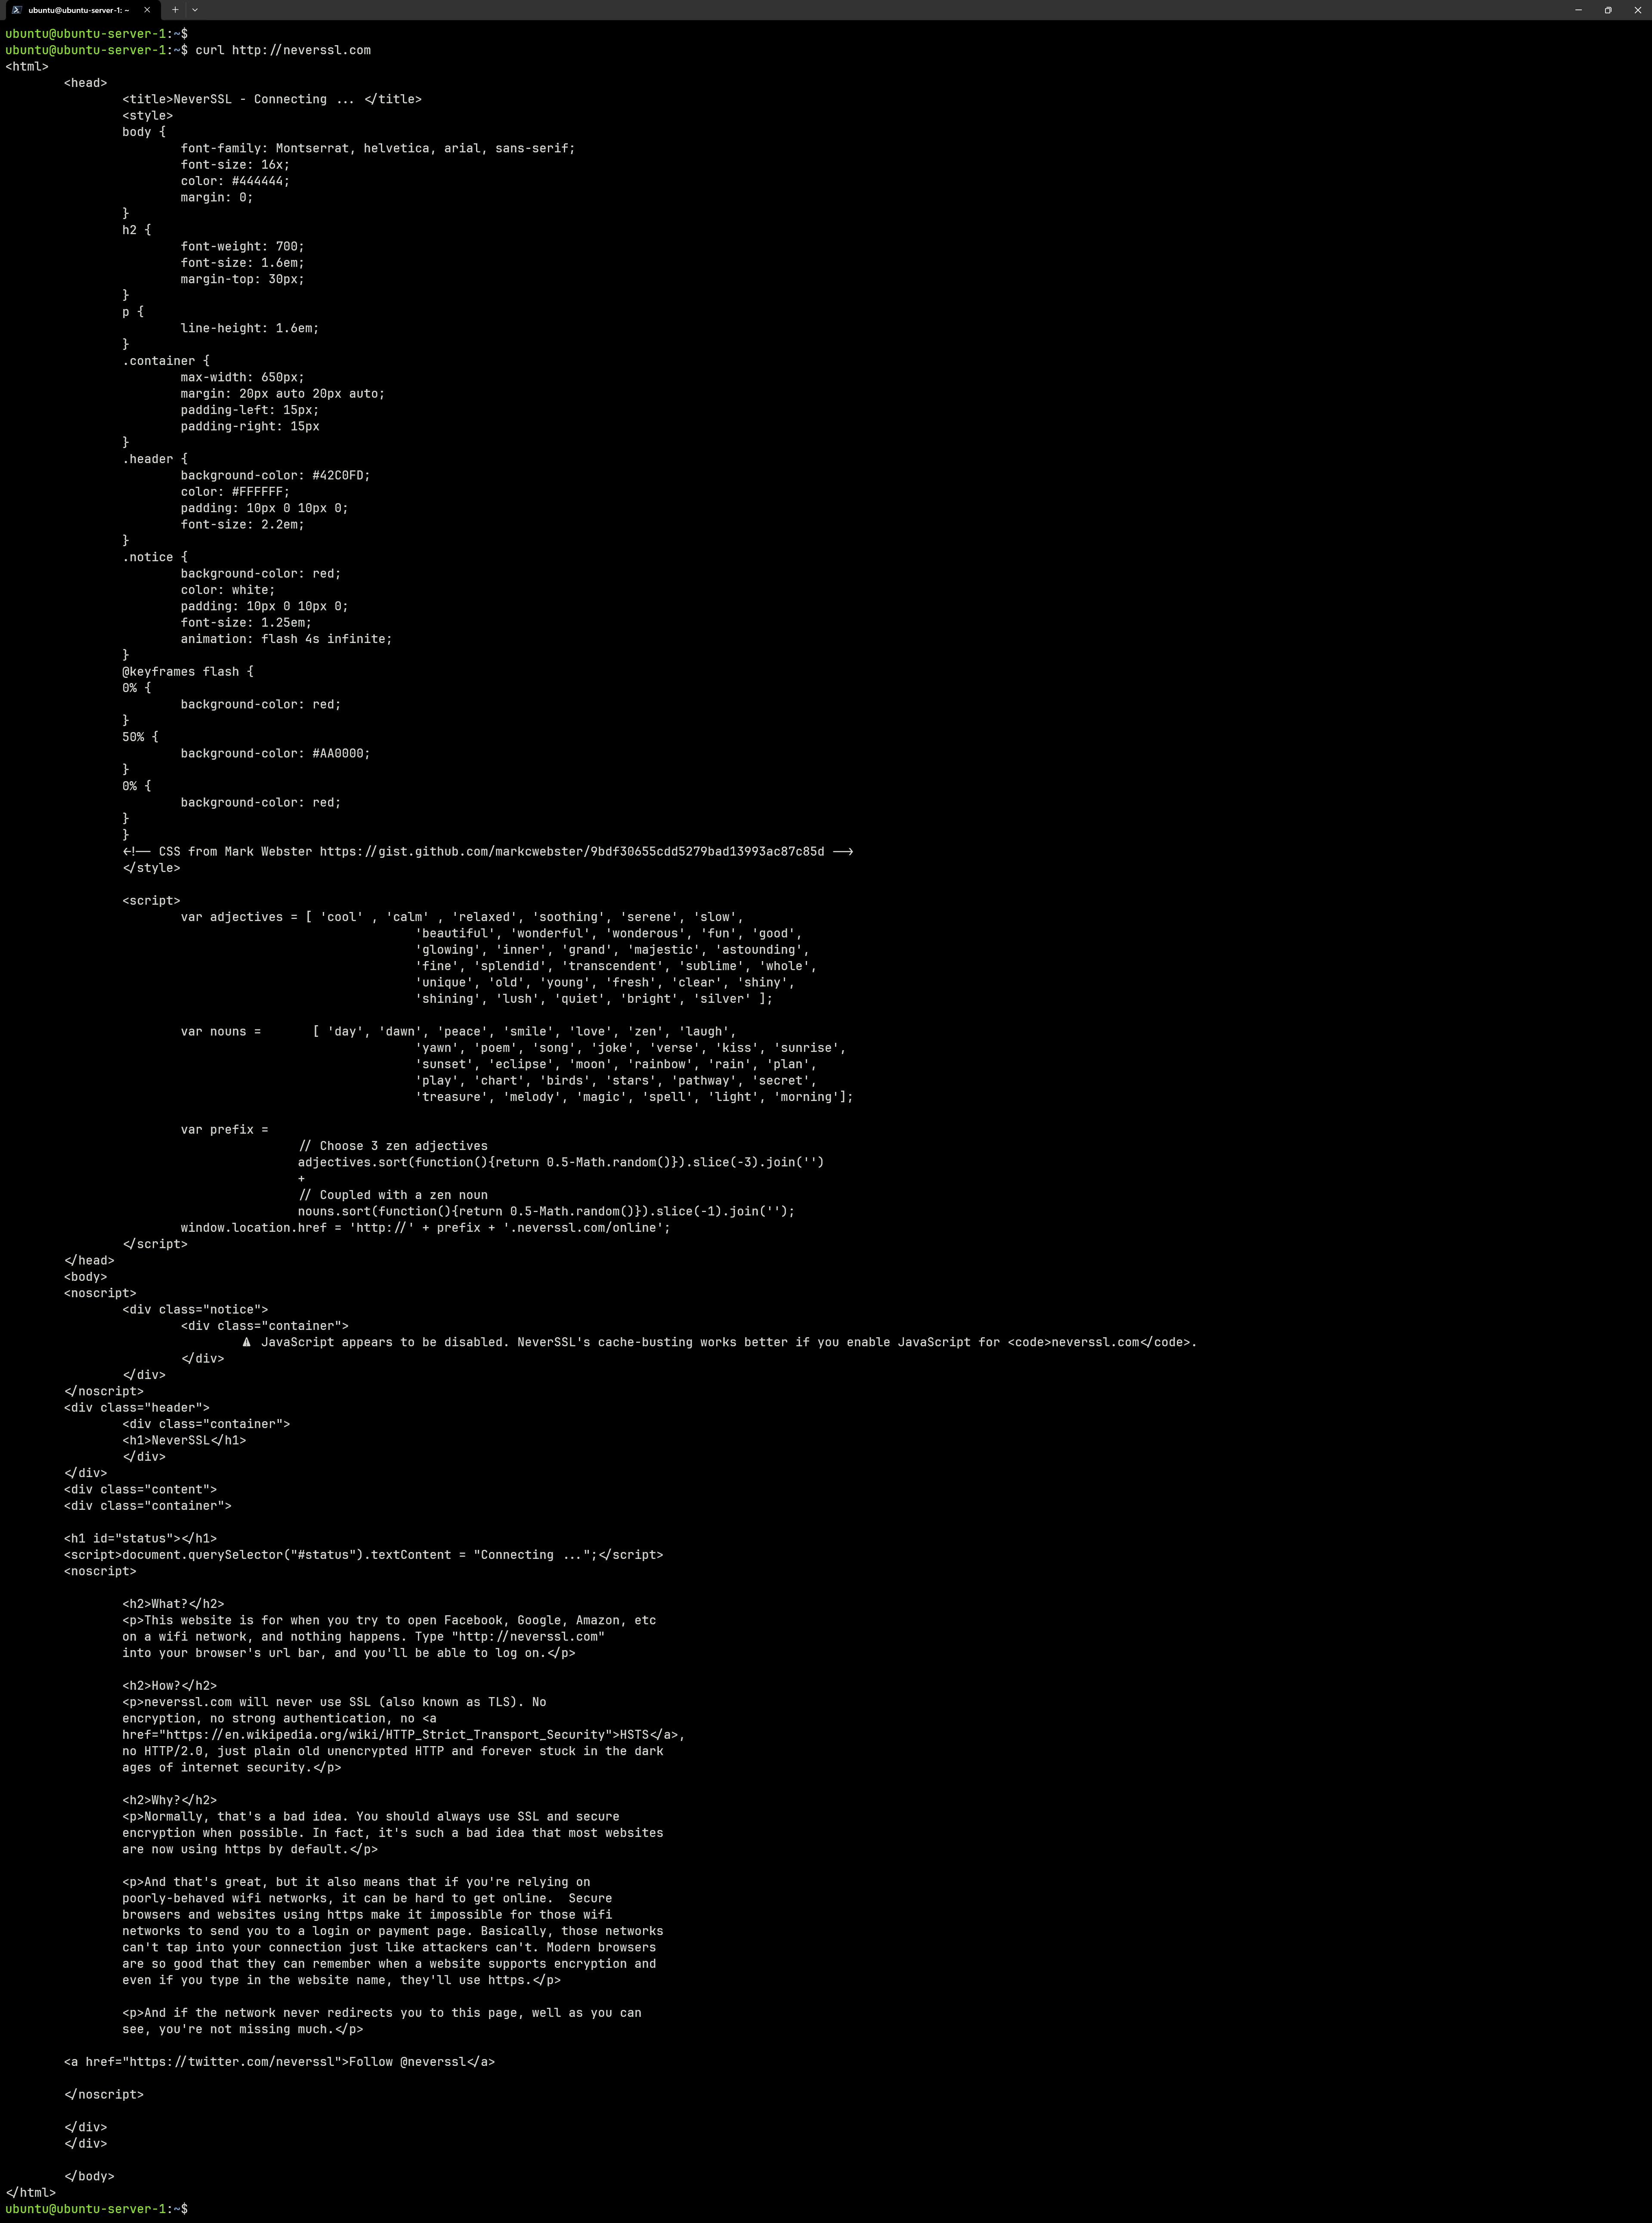 ubuntu@ubuntu-server-1: ~
ubuntu@ubuntu-server-1:~$
ubuntu@ubuntu-server-1:~$ curl http://neverssl.com
<html>
        <head>
                <title>NeverSSL - Connecting ... </title>
                <style>
                body {
                        font-family: Montserrat, helvetica, arial, sans-serif;
                        font-size: 16x;
                        color: #444444;
                        margin: 0;
                }
                h2 {
                        font-weight: 700;
                        font-size: 1.6em;
                        margin-top: 30px;
                }
                p {
                        line-height: 1.6em;
                }
                .container {
                        max-width: 650px;
                        margin: 20px auto 20px auto;
                        padding-left: 15px;
                        padding-right: 15px
                }
                .header {
                        background-color: #42C0FD;
                        color: #FFFFFF;
                        padding: 10px 0 10px 0;
                        font-size: 2.2em;
                }
                .notice {
                        background-color: red;
                        color: white;
                        padding: 10px 0 10px 0;
                        font-size: 1.25em;
                        animation: flash 4s infinite;
                }
                @keyframes flash {
                0% {
                        background-color: red;
                }
                50% {
                        background-color: #AA0000;
                }
                0% {
                        background-color: red;
                }
                }
                <!-- CSS from Mark Webster https://gist.github.com/markcwebster/9bdf30655cdd5279bad13993ac87c85d -->
                </style>

                <script>
                        var adjectives = [ 'cool' , 'calm' , 'relaxed', 'soothing', 'serene', 'slow',
                                                        'beautiful', 'wonderful', 'wonderous', 'fun', 'good',
                                                        'glowing', 'inner', 'grand', 'majestic', 'astounding',
                                                        'fine', 'splendid', 'transcendent', 'sublime', 'whole',
                                                        'unique', 'old', 'young', 'fresh', 'clear', 'shiny',
                                                        'shining', 'lush', 'quiet', 'bright', 'silver' ];

                        var nouns =       [ 'day', 'dawn', 'peace', 'smile', 'love', 'zen', 'laugh',
                                                        'yawn', 'poem', 'song', 'joke', 'verse', 'kiss', 'sunrise',
                                                        'sunset', 'eclipse', 'moon', 'rainbow', 'rain', 'plan',
                                                        'play', 'chart', 'birds', 'stars', 'pathway', 'secret',
                                                        'treasure', 'melody', 'magic', 'spell', 'light', 'morning'];

                        var prefix =
                                        // Choose 3 zen adjectives
                                        adjectives.sort(function(){return 0.5-Math.random()}).slice(-3).join('')
                                        +
                                        // Coupled with a zen noun
                                        nouns.sort(function(){return 0.5-Math.random()}).slice(-1).join('');
                        window.location.href = 'http://' + prefix + '.neverssl.com/online';
                </script>
        </head>
        <body>
        <noscript>
                <div class="notice">
                        <div class="container">
                                ⚠ JavaScript appears to be disabled. NeverSSL's cache-busting works better if you enable JavaScript for <code>neverssl.com</code>.
                        </div>
                </div>
        </noscript>
        <div class="header">
                <div class="container">
                <h1>NeverSSL</h1>
                </div>
        </div>
        <div class="content">
        <div class="container">

        <h1 id="status"></h1>
        <script>document.querySelector("#status").textContent = "Connecting ...";</script>
        <noscript>

                <h2>What?</h2>
                <p>This website is for when you try to open Facebook, Google, Amazon, etc
                on a wifi network, and nothing happens. Type "http://neverssl.com"
                into your browser's url bar, and you'll be able to log on.</p>

                <h2>How?</h2>
                <p>neverssl.com will never use SSL (also known as TLS). No
                encryption, no strong authentication, no <a
                href="https://en.wikipedia.org/wiki/HTTP_Strict_Transport_Security">HSTS</a>,
                no HTTP/2.0, just plain old unencrypted HTTP and forever stuck in the dark
                ages of internet security.</p>

                <h2>Why?</h2>
                <p>Normally, that's a bad idea. You should always use SSL and secure
                encryption when possible. In fact, it's such a bad idea that most websites
                are now using https by default.</p>

                <p>And that's great, but it also means that if you're relying on
                poorly-behaved wifi networks, it can be hard to get online.  Secure
                browsers and websites using https make it impossible for those wifi
                networks to send you to a login or payment page. Basically, those networks
                can't tap into your connection just like attackers can't. Modern browsers
                are so good that they can remember when a website supports encryption and
                even if you type in the website name, they'll use https.</p>

                <p>And if the network never redirects you to this page, well as you can
                see, you're not missing much.</p>

        <a href="https://twitter.com/neverssl">Follow @neverssl</a>

        </noscript>

        </div>
        </div>

        </body>
</html>
ubuntu@ubuntu-server-1:~$